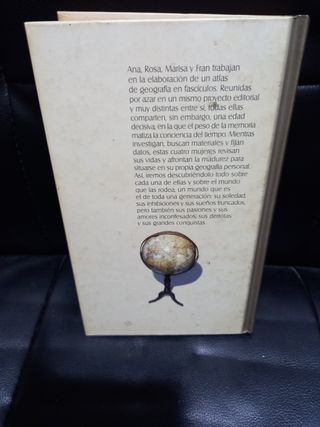 Ana, Rosa, Marisa y Fran trabajan
en la elaboración de un atlas
de geografía en fascículos. Reunidas
por azar en un mismo proyecto editorial
y muy distintas entre sí, todas ellas
comparten, sin embargo, una edad
decisiva, en la que el peso de la memoria
matiza la conciencia del tiempo. Mientras
investigan, buscan materiales y fijan
datos, estas cuatro mujeres revisan
sus vidas y afrontan la madurez para
situarse en su propia geografía personal.
Así, iremos descubriéndolo todo sobre
cada una de ellas y sobre el mundo
que las rodea, un mundo que es
el de toda una generación: su soledad,
sus inhibiciones y sus sueños truncados,
pero también sus pasiones y sus
amores inconfesados, sus derrotas
y sus grandes conquistas.